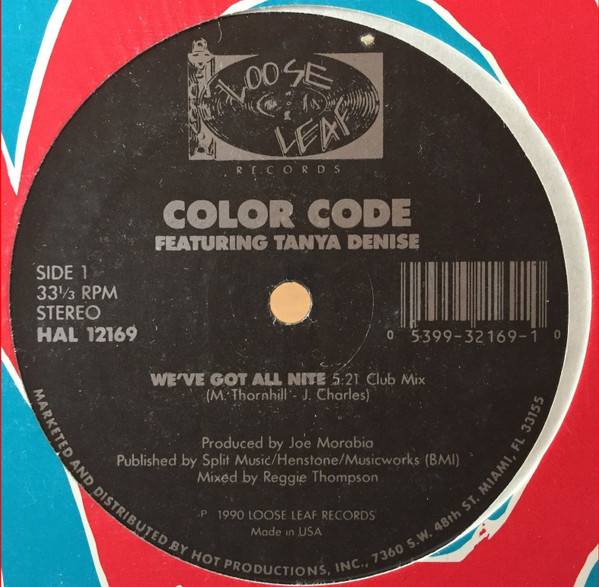 LOOSE
LEAF
RECORDS
COLOR CODE
FEATURING TANYA DENISE
SIDE 1
33⅓ RPM
STEREO
HAL 12169
0 5399-32169-1 0
WE'VE GOT ALL NITE 5:21 Club Mix
(M. Thornhill - J. Charles)
Produced by Joe Morabia
Published by Split Music/Henstone/Musicworks (BMI)
Mixed by Reggie Thompson
P 1990 LOOSE LEAF RECORDS
Made in USA
MARKETED AND DISTRIBUTED BY HOT PRODUCTIONS, INC., 7360 S.W. 48th ST. MIAMI, FL 33155